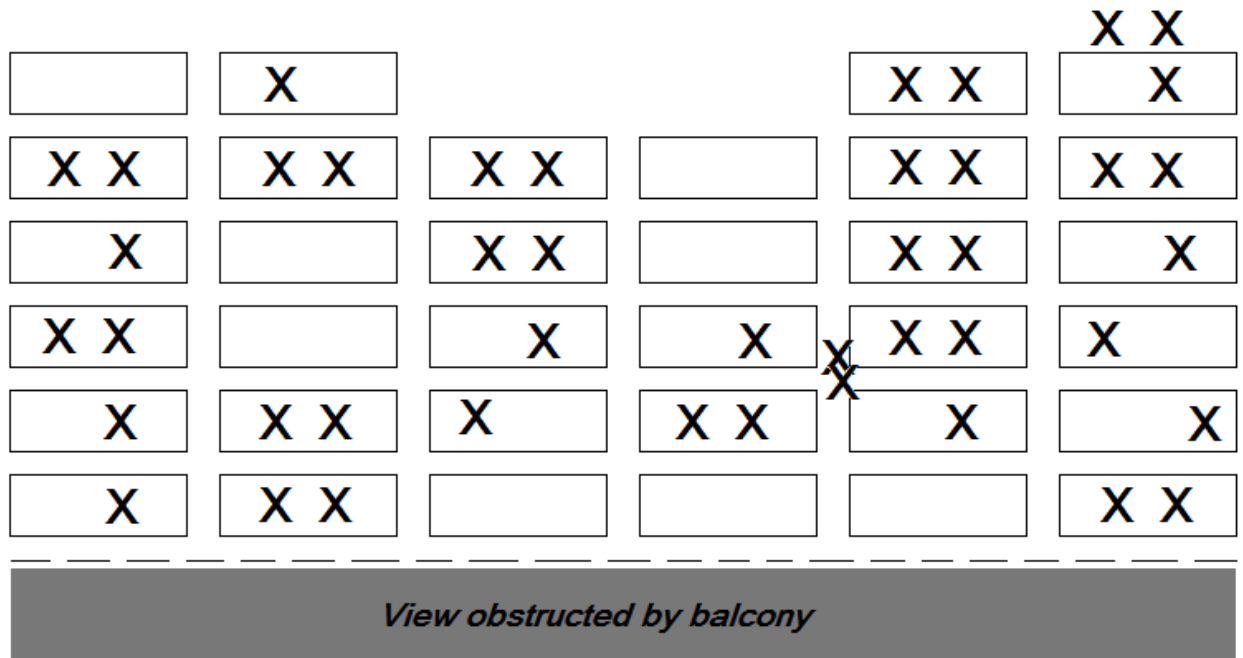 X X
X X X X
X X X X X X X X X X
X X X X X X
X X X X X X X
X
X
X X X X X X X X
X X X X X
View obstructed by balcony